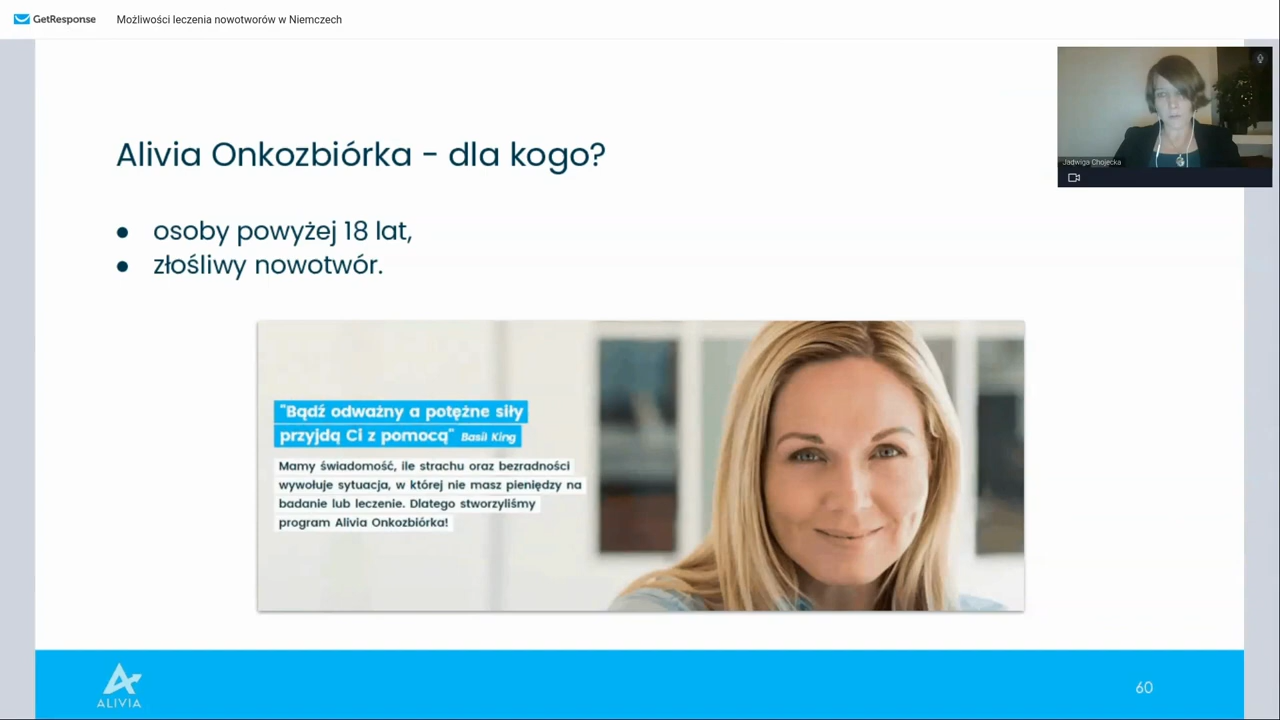 GetResponse
Możliwości leczenia nowotworów w Niemczech
Jadwiga Chojecka
Alivia Onkozbiórka - dla kogo?
● osoby powyżej 18 lat,
● złośliwy nowotwór.
"Bądź odważny a potężne siły
przyjdą Ci z pomocą" Basil King
Mamy świadomość, ile strachu oraz bezradności
wywołuje sytuacja, w której nie masz pieniędzy na
badanie lub leczenie. Dlatego stworzyliśmy
program Alivia Onkozbiórka!
ALIVIA
60